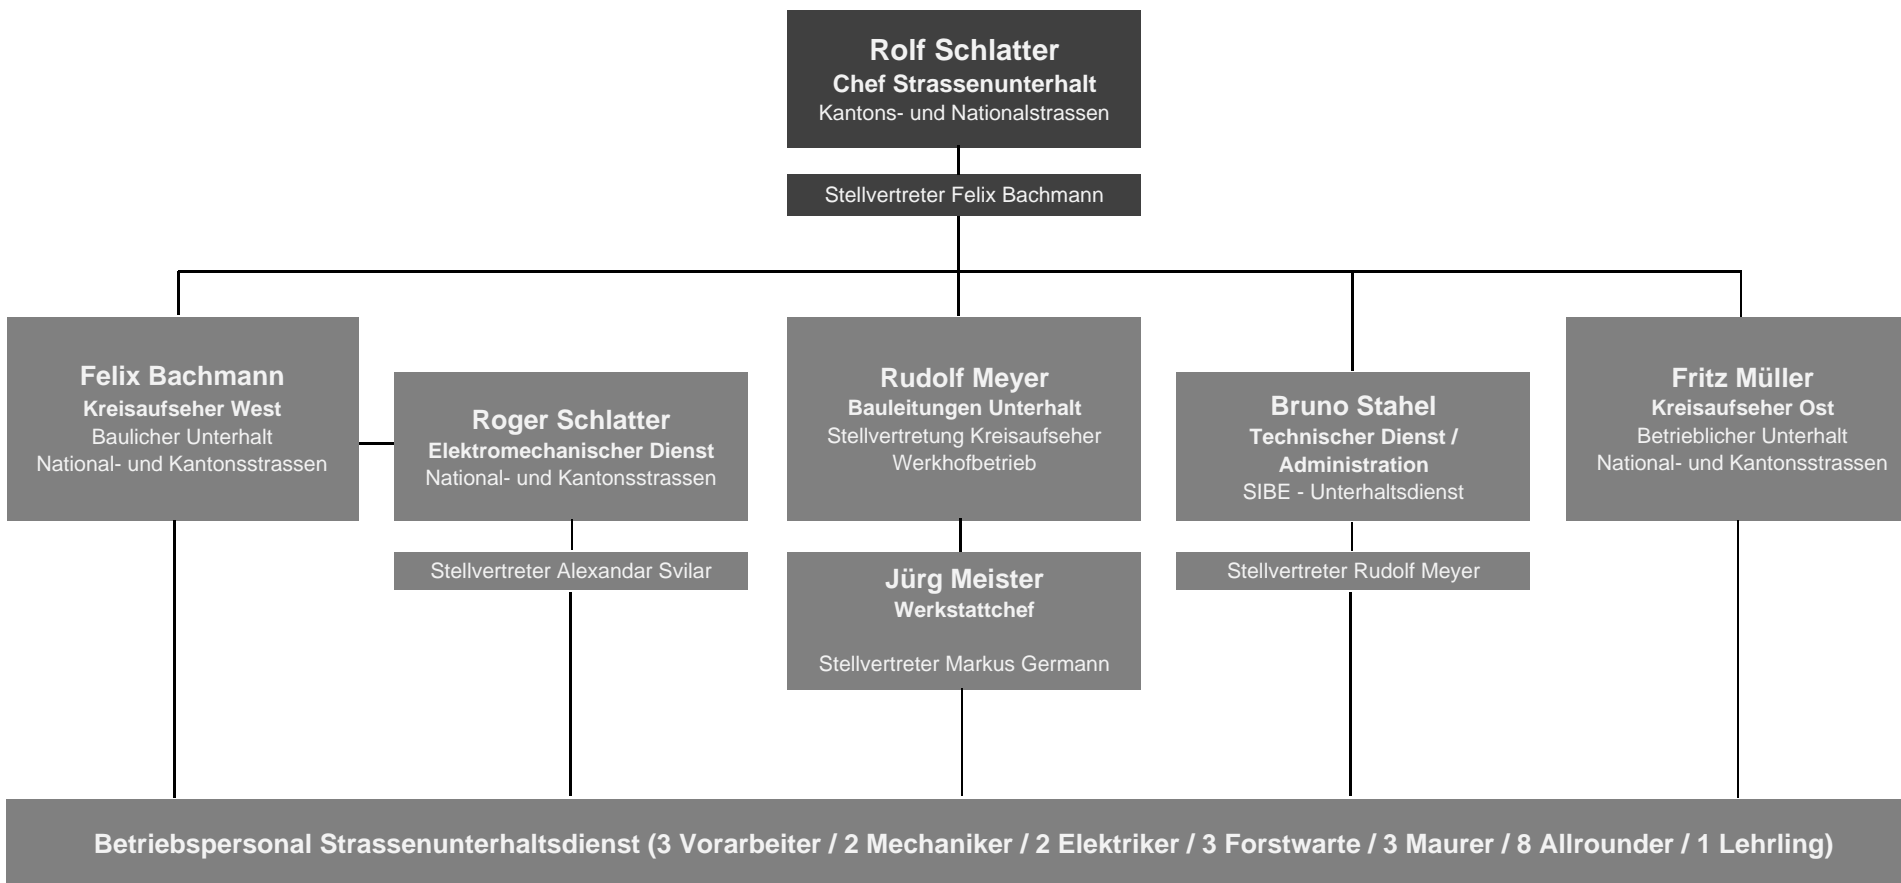 Rolf Schlatter
Chef Strassenunterhalt
Kantons- und Nationalstrassen
Stellvertreter Felix Bachmann
Felix Bachmann
Kreisaufseher West
Baulicher Unterhalt
National- und Kantonsstrassen
Roger Schlatter
Elektromechanischer Dienst
National- und Kantonsstrassen
Stellvertreter Alexandar Svilar
Rudolf Meyer
Bauleitungen Unterhalt
Stellvertretung Kreisaufseher
Werkhofbetrieb
Jürg Meister
Werkstattchef
Stellvertreter Markus Germann
Bruno Stahel
Technischer Dienst /
Administration
SIBE - Unterhaltsdienst
Stellvertreter Rudolf Meyer
Fritz Müller
Kreisaufseher Ost
Betrieblicher Unterhalt
National- und Kantonsstrassen
Betriebspersonal Strassenunterhaltsdienst (3 Vorarbeiter / 2 Mechaniker / 2 Elektriker / 3 Forstwarte / 3 Maurer / 8 Allrounder / 1 Lehrling)